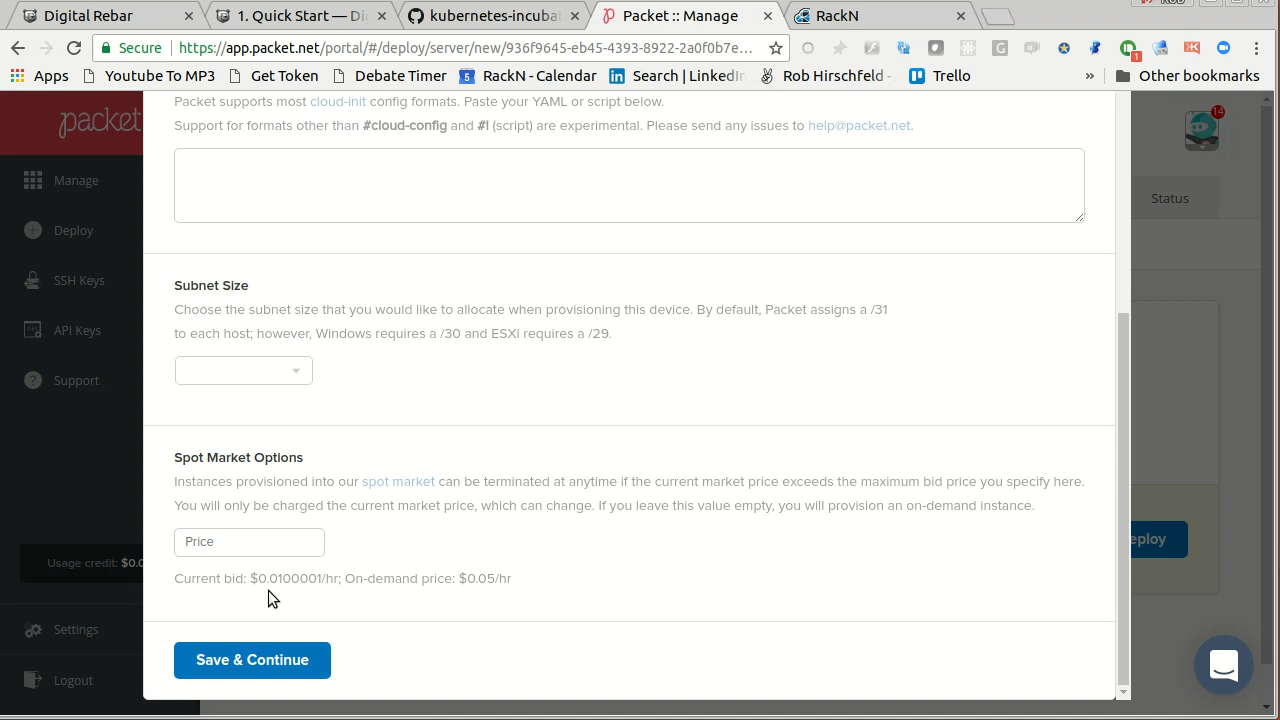 Digital Rebar
1. Quick Start — Di
kubernetes-incuba
Packet :: Manage
RackN
Secure
https://app.packet.net/portal/#/deploy/server/new/936f5645-eb45-4393-8922-2a0f0b7e...
Apps
YouTube To MP3
Get Token
Debate Timer
RackN - Calendar
Search | LinkedIn
Rob Hirschfeld -
Trello
»
Other bookmarks
packet
14
Manage
Deploy
SSH Keys
API Keys
Support
Usage credit: $0.0
Settings
Logout
Status
Packet supports most cloud-init config formats. Paste your YAML or script below.
Support for formats other than #cloud-config and #! (script) are experimental. Please send any issues to help@packet.net.
Subnet Size
Choose the subnet size that you would like to allocate when provisioning this device. By default, Packet assigns a /31
to each host; however, Windows requires a /30 and ESXi requires a /29.
Spot Market Options
Instances provisioned into our spot market can be terminated at anytime if the current market price exceeds the maximum bid price you specify here.
You will only be charged the current market price, which can change. If you leave this value empty, you will provision an on-demand instance.
Price
Current bid: $0.0100001/hr; On-demand price: $0.05/hr
Save & Continue
eploy